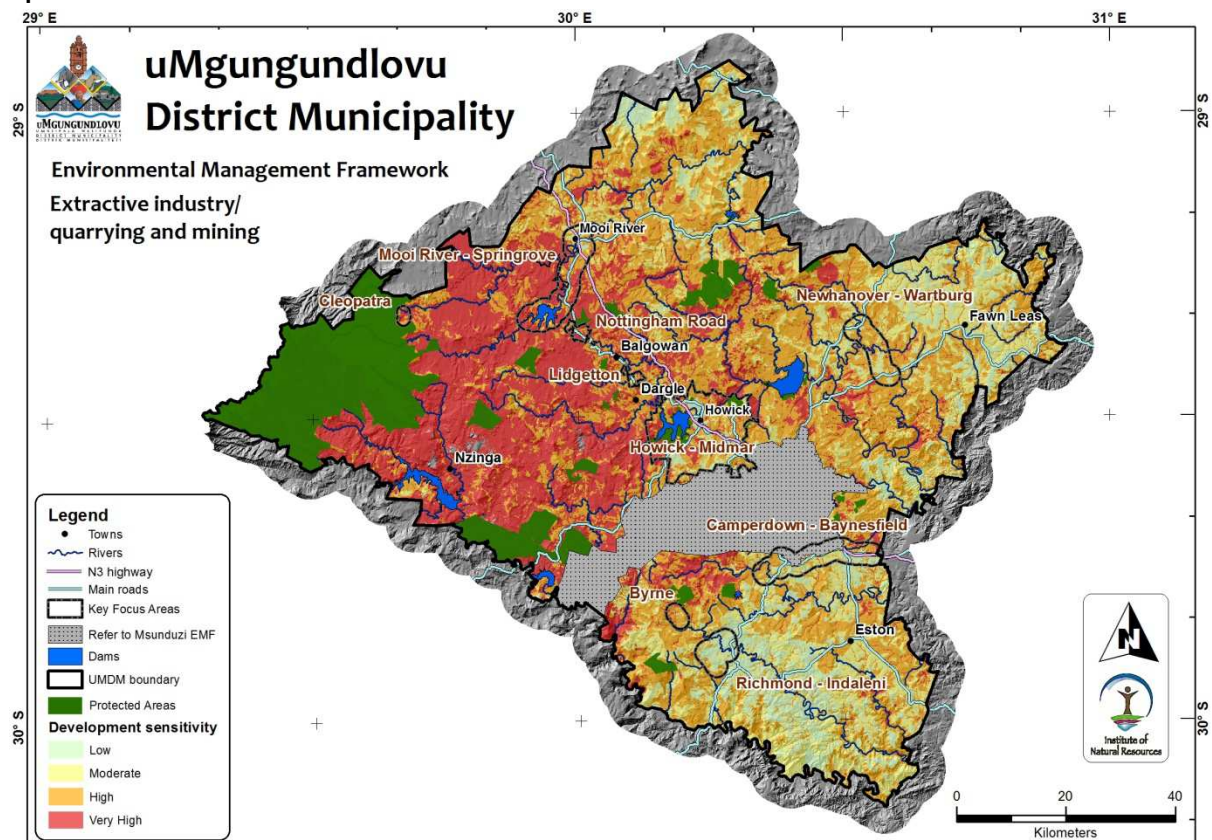 29° E
30° E
31° E
uMgungundlovu
District Municipality
UMGUNGUNDLOVU
Environmental Management Framework
Extractive industry/
quarrying and mining
29° S
29° S
Mooi River
Mooi River - Springrove
Cleopatra
Newhanover - Wartburg
Fawn Leas
Nottingham Road
Balgowan
Lidgetton
Dargle
Howick
Howick - Midmar
Nzinga
Camperdown - Baynesfield
Byrne
Eston
Richmond - Indaleni
Legend
Towns
Rivers
N3 highway
Main roads
Key Focus Areas
Refer to Msunduzi EMF
Dams
UMDM boundary
Protected Areas
Development sensitivity
Low
Moderate
High
Very High
30° S
30° S
N
Institute of
Natural Resources
0 20 40
Kilometers